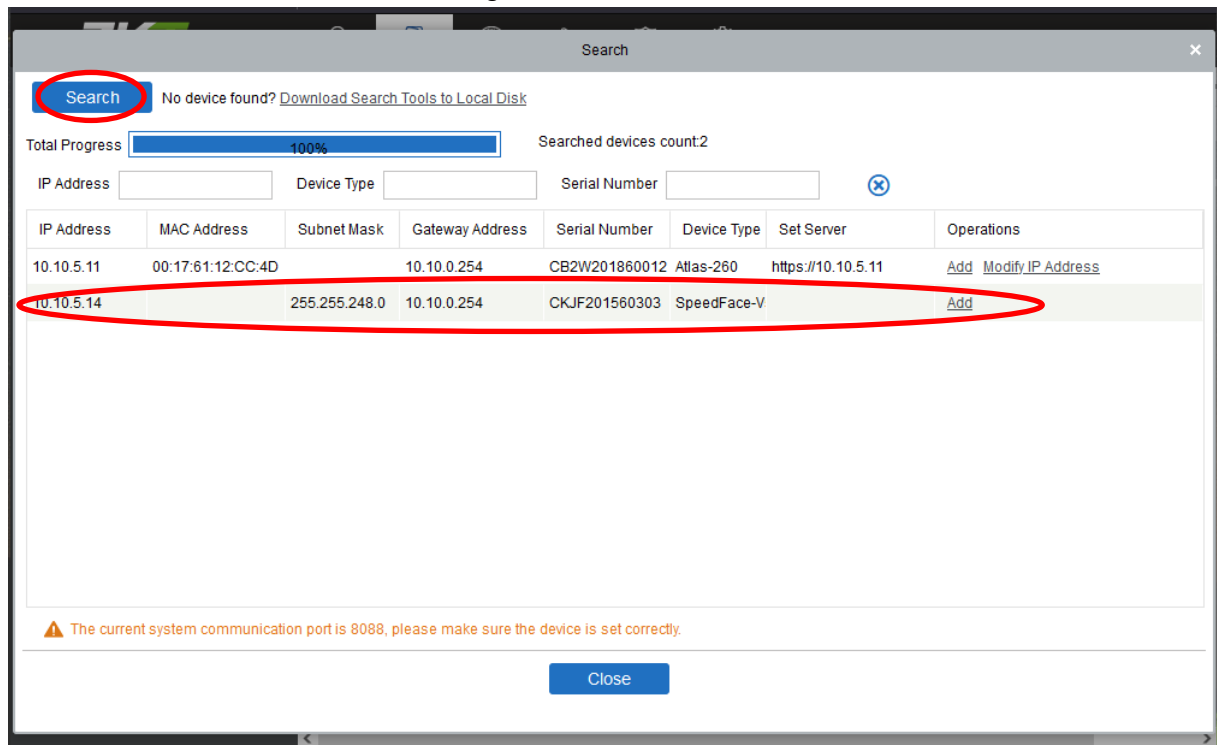 Search
Search No device found? Download Search Tools to Local Disk
Total Progress 100% Searched devices count:2
IP Address Device Type Serial Number
IP Address MAC Address Subnet Mask Gateway Address Serial Number Device Type Set Server Operations
10.10.5.11 00:17:61:12:CC:4D 10.10.0.254 CB2W201860012 Atlas-260 https://10.10.5.11 Add Modify IP Address
10.10.5.14 255.255.248.0 10.10.0.254 CKJF201560303 SpeedFace-V Add
The current system communication port is 8088, please make sure the device is set correctly.
Close